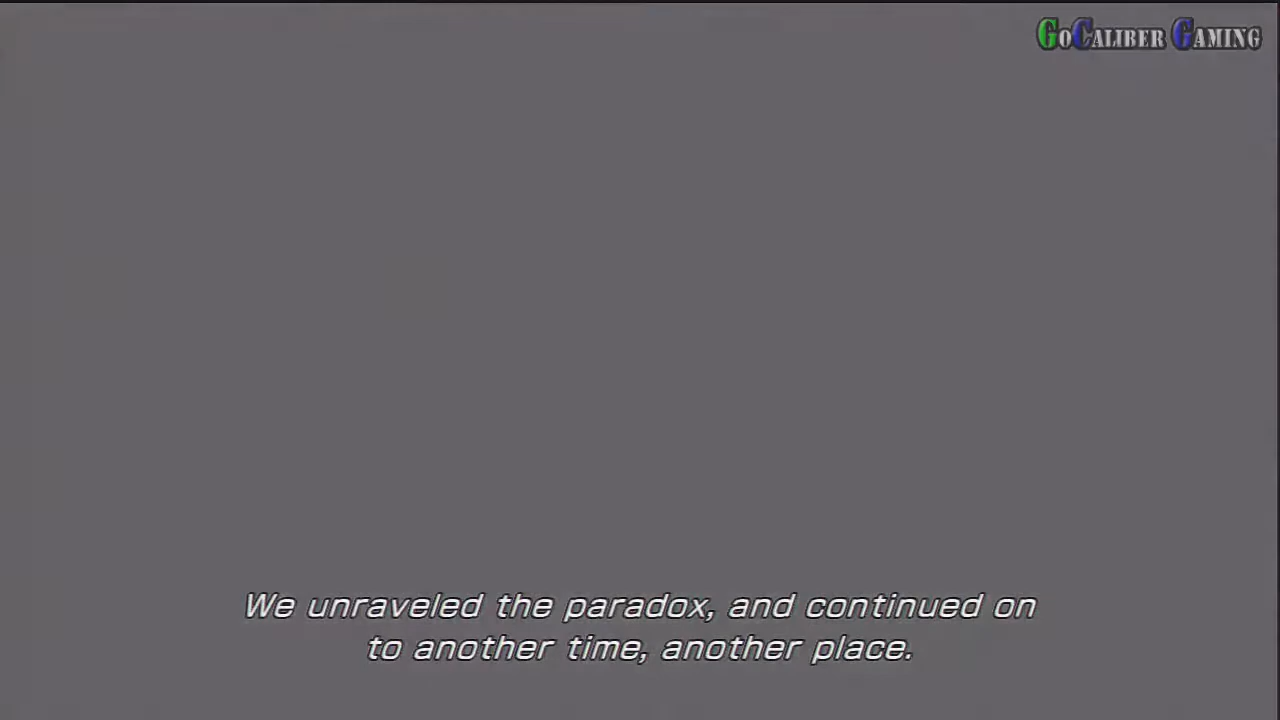 GoCaliber Gaming
We unraveled the paradox, and continued on
to another time, another place.